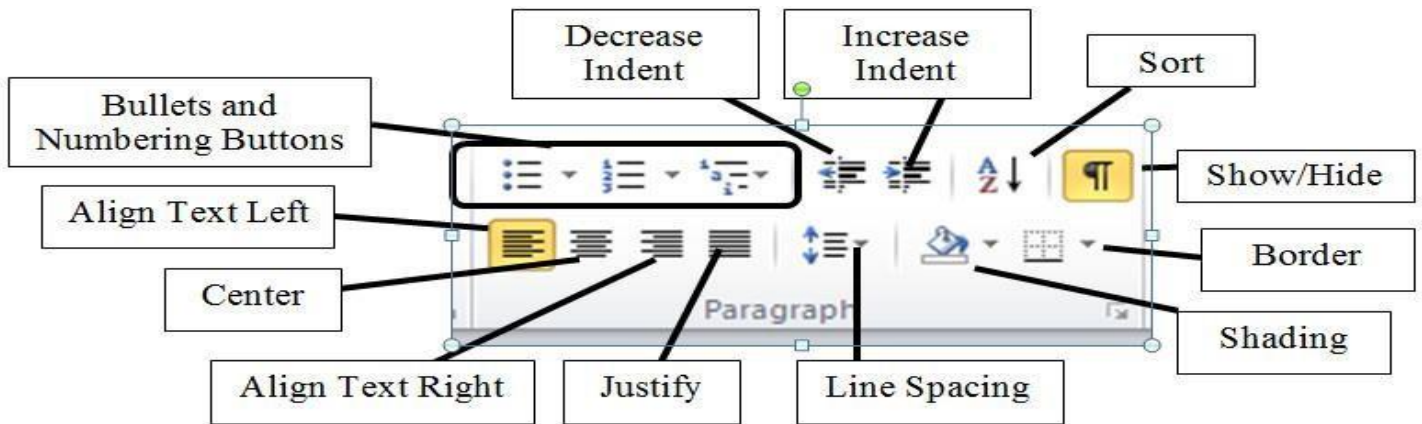 Decrease
Indent
Increase
Indent
Sort
Bullets and
Numbering Buttons
Show/Hide
Align Text Left
Border
Center
Paragraph
Shading
Align Text Right
Justify
Line Spacing